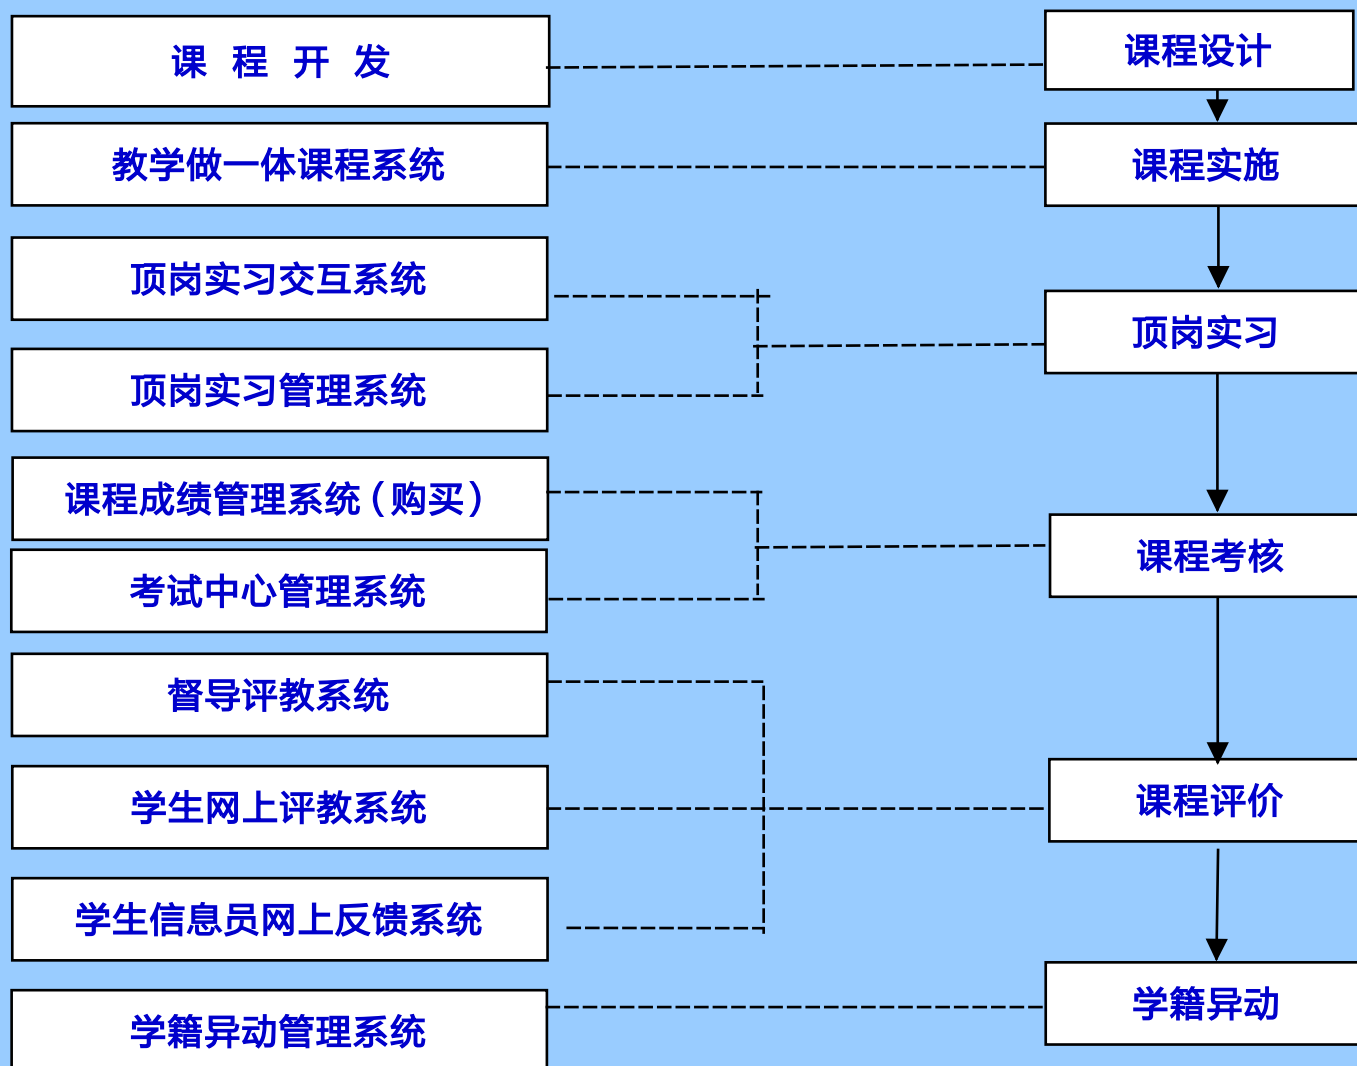 课 程 开 发
课程设计
教学做一体课程系统
课程实施
顶岗实习交互系统
顶岗实习
顶岗实习管理系统
课程成绩管理系统（购买）
课程考核
考试中心管理系统
督导评教系统
学生网上评教系统
课程评价
学生信息员网上反馈系统
学籍异动
学籍异动管理系统